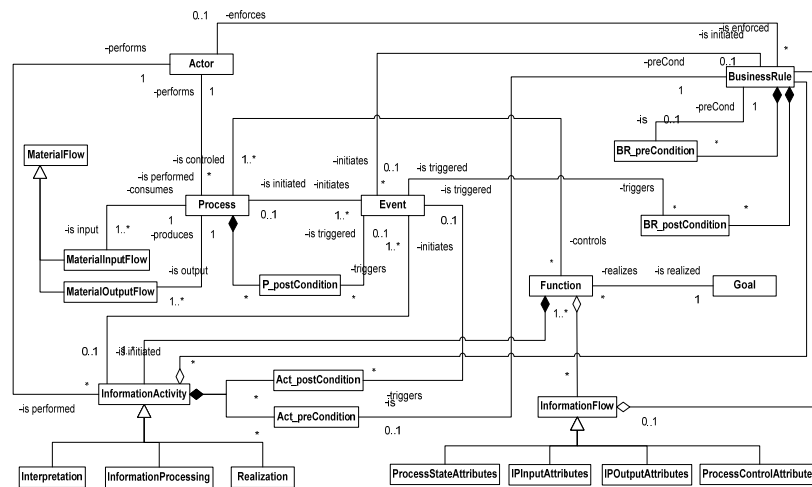 0..1
-enforces
-is enforced
-is initiated
-performs
Actor
*
-preCond
0..1
1
1
-performs
1
BusinessRule
-preCond
1
-is
0..1
MaterialFlow
-is controled
1..*
-initiates
0..1
*
BR_preCondition
-is triggered
-is performed
*
-is initiated
-initiates
*
-is triggered
-triggers
-consumes
1
Process
Event
*
*
-is input
1..*
-produces
1
0..1
1..*
0..1
BR_postCondition
-is triggered
0..1
1..*
-initiates
-controls
MaterialInputFlow
-is output
-triggers
*
-realizes
-is realized
MaterialOutputFlow
P_postCondition
Function
Goal
1..*
*
*
1..*
*
1
0..1
-is initiated
*
*
*
*
InformationActivity
Act_postCondition
-triggers
-is
*
InformationFlow
-is performed
Act_preCondition
0..1
0..1
*
Interpretation
InformationProcessing
Realization
ProcessStateAttributes
IPInputAttributes
IPOutputAttributes
ProcessControlAttributes